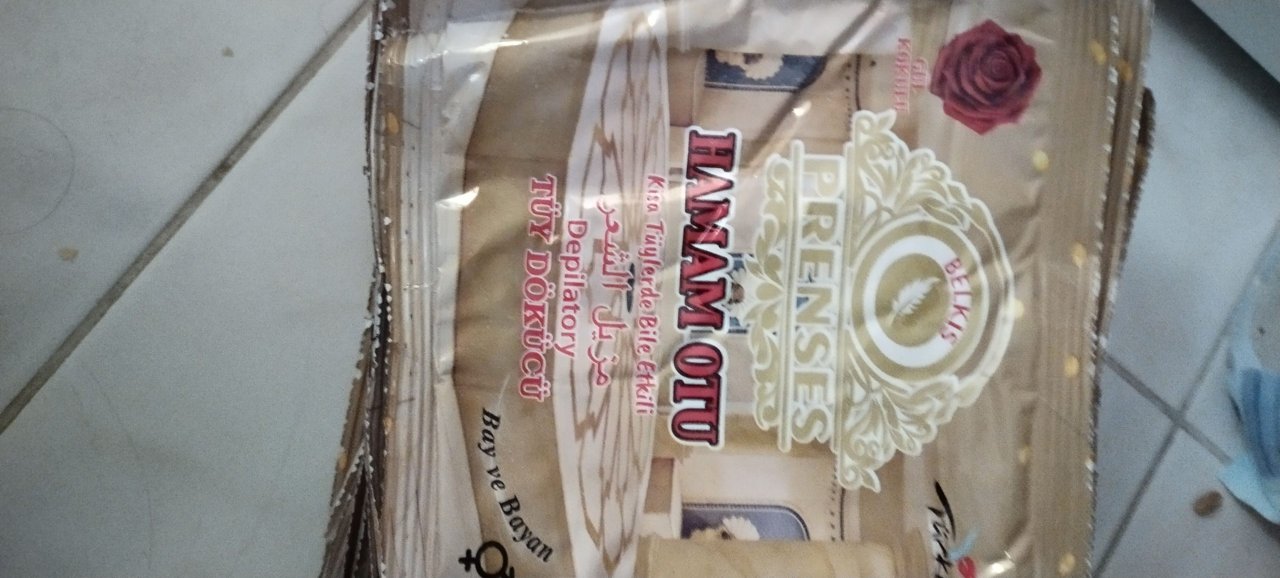 GÜL
KOKULU
BELKIS
PRENSES
HAMAM OTU
Kısa Tüylerde Bile Etkili
مزيل الشعر
Depilatory
TÜY DÖKÜCÜ
Bay ve Bayan